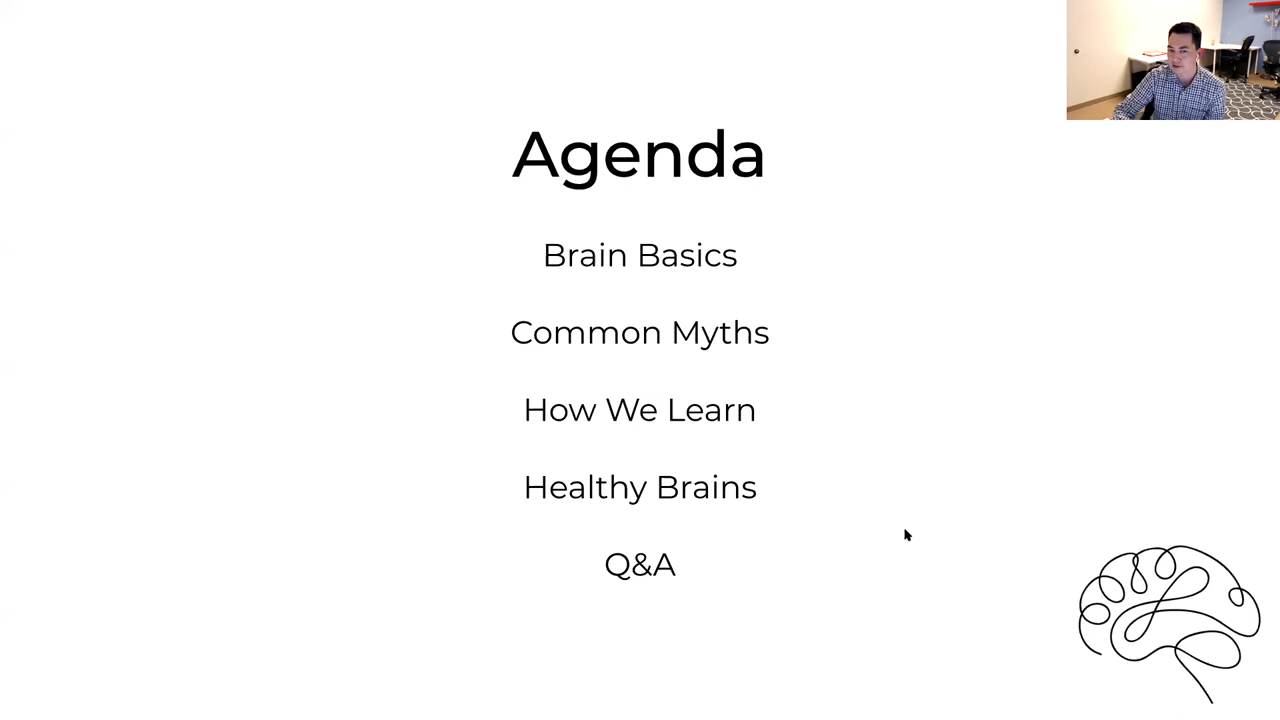 Agenda
Brain Basics
Common Myths
How We Learn
Healthy Brains
Q&A